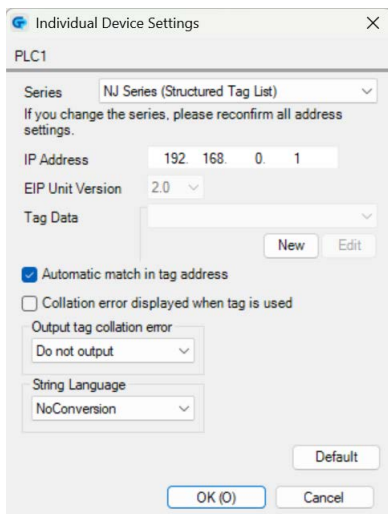 Individual Device Settings
PLC1
Series NJ Series (Structured Tag List)
If you change the series, please reconfirm all address
settings.
IP Address 192. 168. 0. 1
EIP Unit Version 2.0
Tag Data
New Edit
Automatic match in tag address
Collation error displayed when tag is used
Output tag collation error
Do not output
String Language
NoConversion
Default
OK (O) Cancel